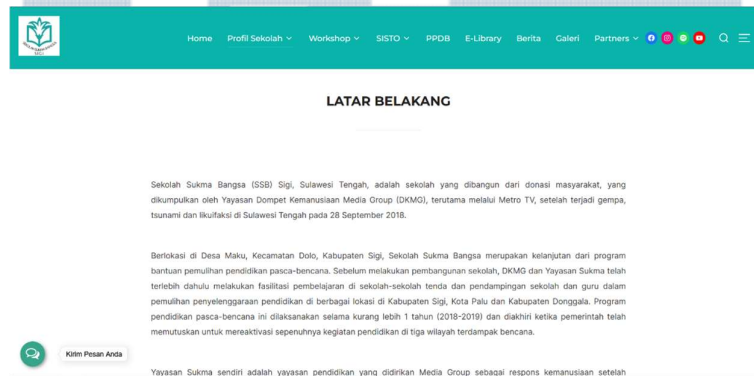 Home Profil Sekolah Workshop SISTO PPDB E-Library Berita Galeri Partners
SIGI
LATAR BELAKANG
Sekolah Sukma Bangsa (SSB) Sigi, Sulawesi Tengah, adalah sekolah yang dibangun dari donasi masyarakat, yang
dikumpulkan oleh Yayasan Dompet Kemanusiaan Media Group (DKMG), terutama melalui Metro TV, setelah terjadi gempa,
tsunami dan likuifaksi di Sulawesi Tengah pada 28 September 2018.
Berlokasi di Desa Maku, Kecamatan Dolo, Kabupaten Sigi, Sekolah Sukma Bangsa merupakan kelanjutan dari program
bantuan pemulihan pendidikan pasca-bencana. Sebelum melakukan pembangunan sekolah, DKMG dan Yayasan Sukma telah
terlebih dahulu melakukan fasilitasi pembelajaran di sekolah-sekolah tenda dan pendampingan sekolah dan guru dalam
pemulihan penyelenggaraan pendidikan di berbagai lokasi di Kabupaten Sigi, Kota Palu dan Kabupaten Donggala. Program
pendidikan pasca-bencana ini dilaksanakan selama kurang lebih 1 tahun (2018-2019) dan diakhiri ketika pemerintah telah
memutuskan untuk mereaktivasi sepenuhnya kegiatan pendidikan di tiga wilayah terdampak bencana.
Kirim Pesan Anda
Yayasan Sukma sendiri adalah yayasan pendidikan yang didirikan Media Group sebagai respons kemanusiaan setelah